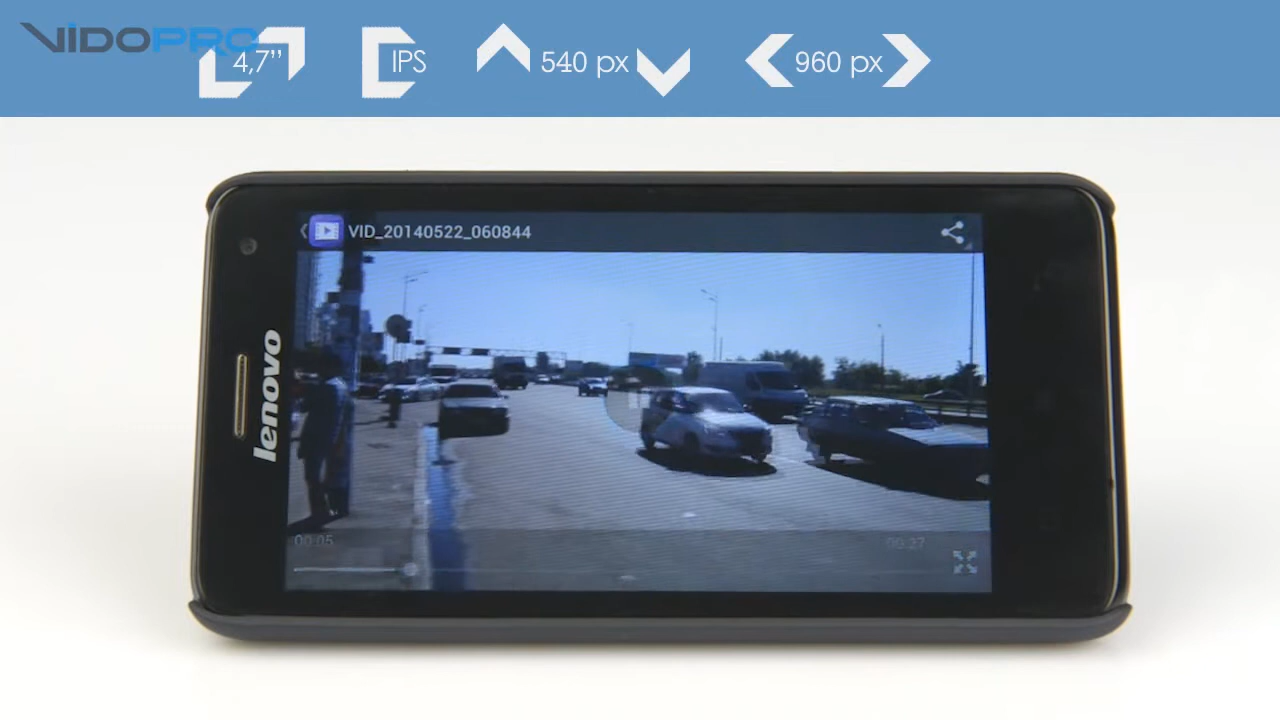 VIDOPRO
4,7’’ IPS 540 px 960 px
VID_20140522_060844
lenovo
00:05
00:27